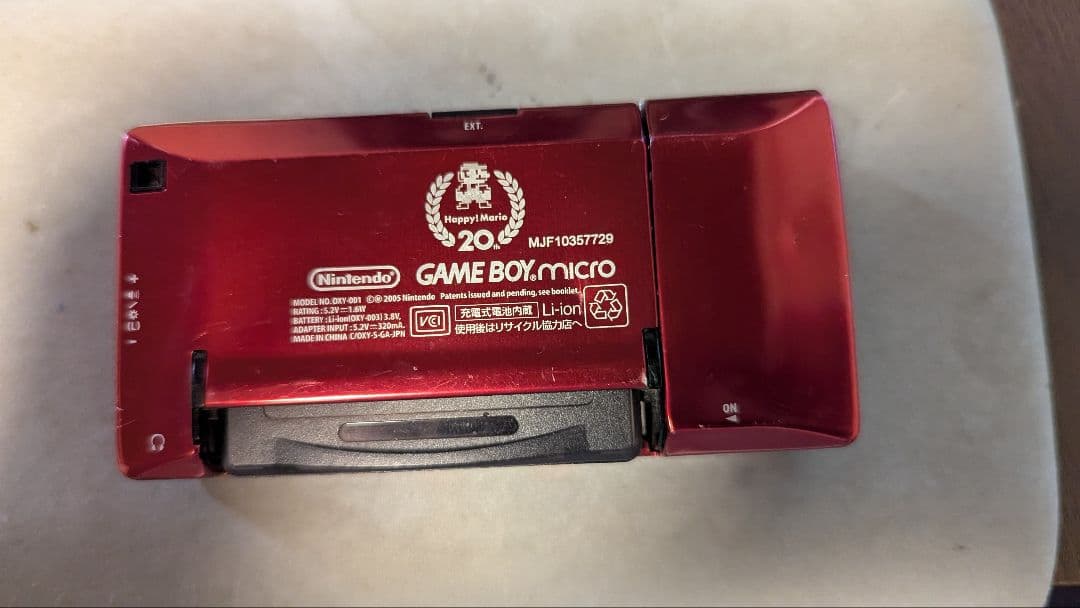 EXT.
Happy! Mario
20th
MJF10357729
Nintendo GAME BOY® micro
MODEL NO. OXY-001 ©® 2005 Nintendo Patents issued and pending, see booklet.
RATING : 5.2V⎓1.6W
BATTERY : Li-ion(OXY-003) 3.8V,
ADAPTER INPUT : 5.2V⎓320mA.
MADE IN CHINA C/OXY-S-GA-JPN
VCI
充電式電池内蔵 Li-ion
使用後はリサイクル協力店へ
- VOL +
ON